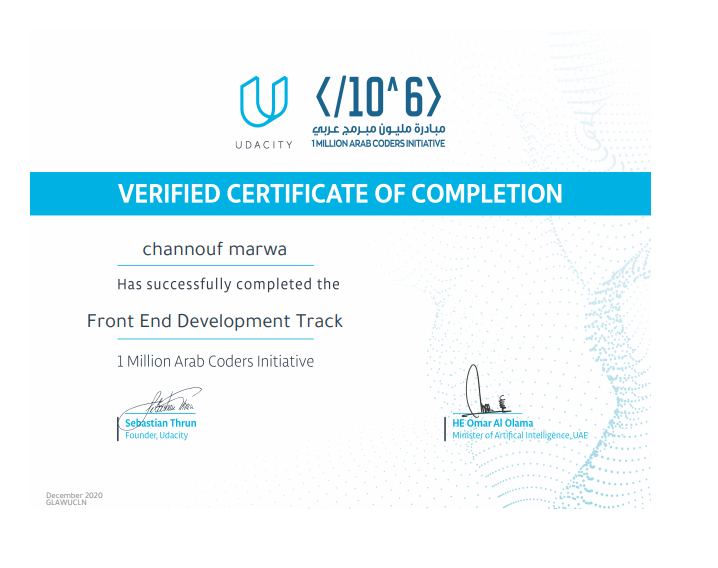 UDACITY
</10^6>
مبادرة مليون مبرمج عربي
1 MILLION ARAB CODERS INITIATIVE
VERIFIED CERTIFICATE OF COMPLETION
channouf marwa
Has successfully completed the
Front End Development Track
1 Million Arab Coders Initiative
Sebastian Thrun
Founder, Udacity
HE Omar Al Olama
Minister of Artifical Intelligence, UAE
December 2020
GLAWUCLN